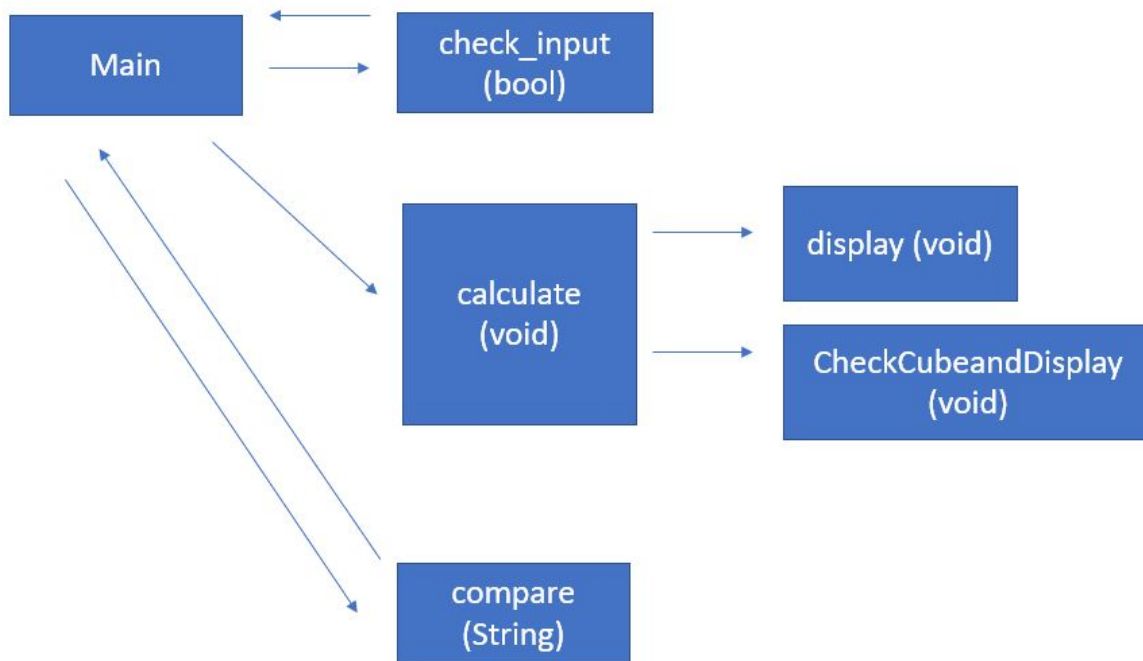 Main
check_input
(bool)
calculate
(void)
display (void)
CheckCubeandDisplay
(void)
compare
(String)